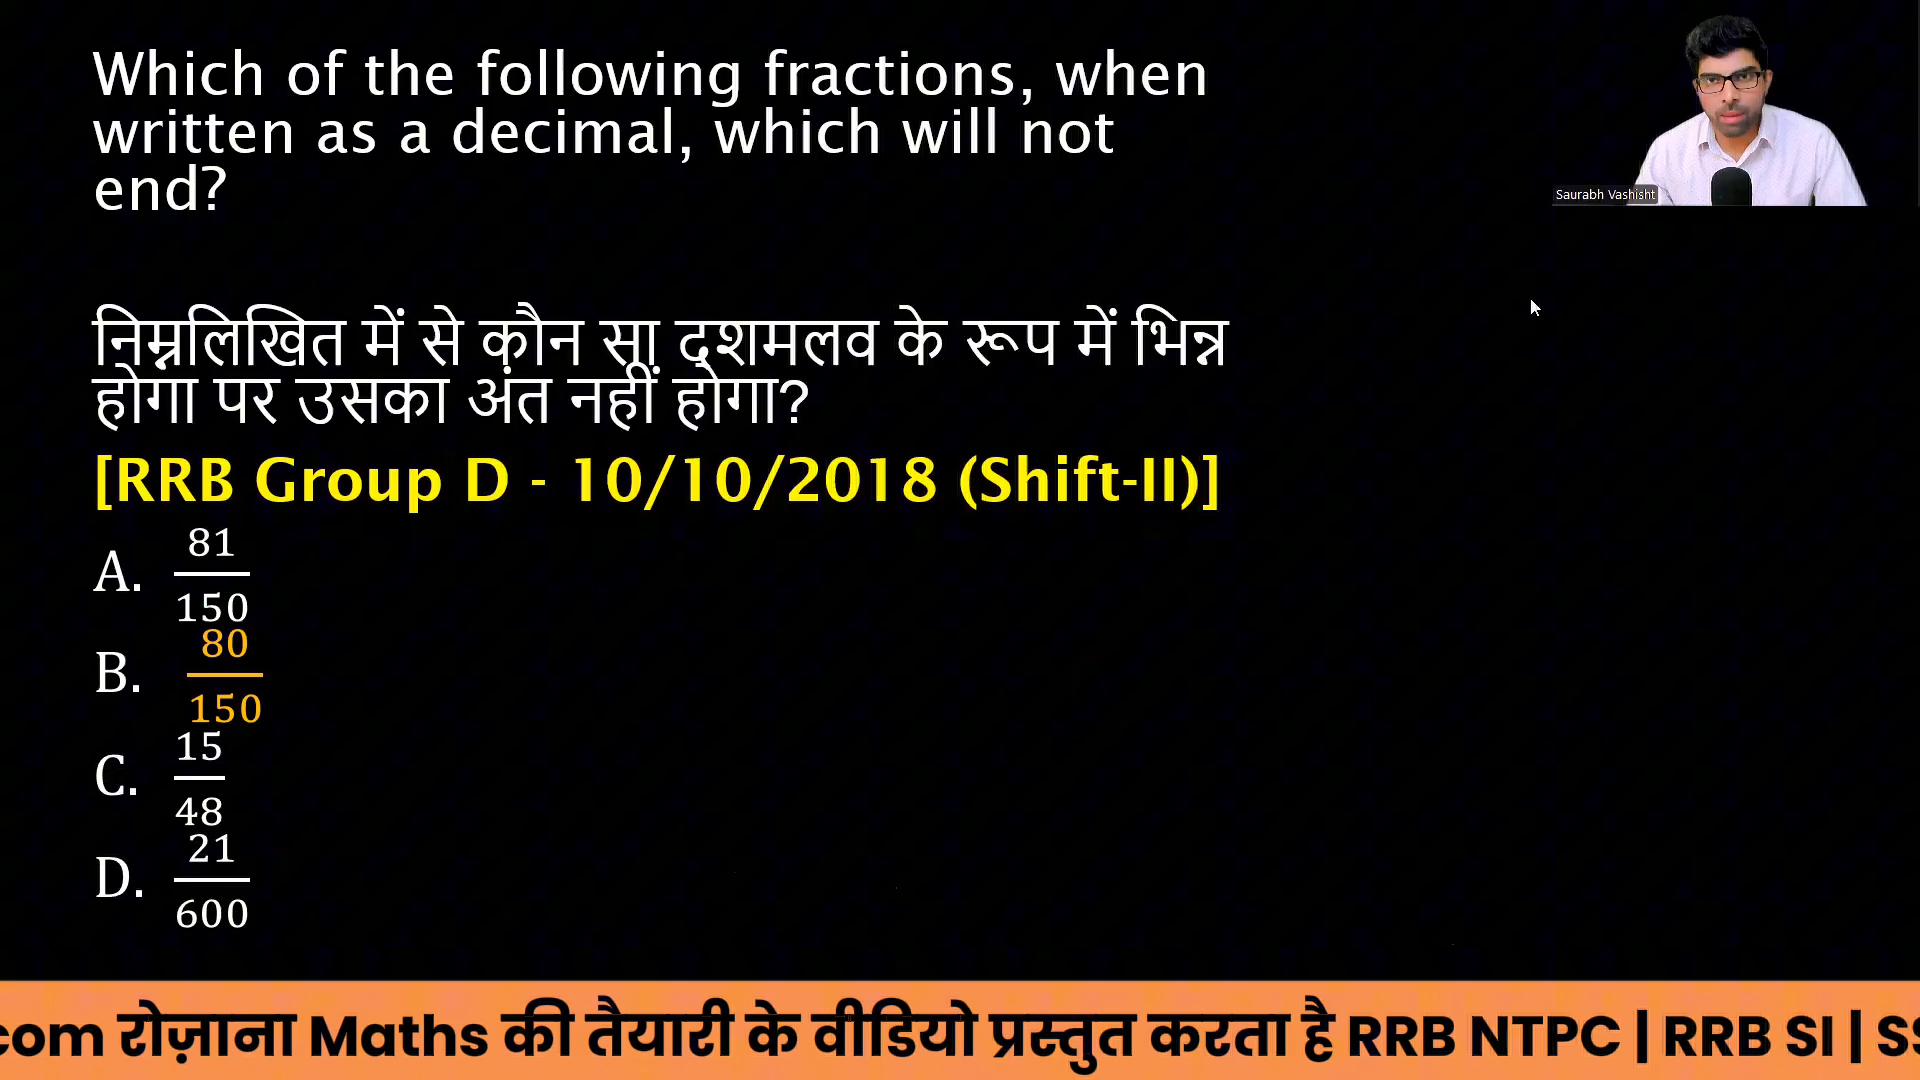 Which of the following fractions, when
written as a decimal, which will not
end?
Saurabh Vashisht
निम्नलिखित में से कौन सा दशमलव के रूप में भिन्न
होगा पर उसका अंत नहीं होगा?
[RRB Group D - 10/10/2018 (Shift-II)]
A. 81/150
B. 80/150
C. 15/48
D. 21/600
com रोज़ाना Maths की तैयारी के वीडियो प्रस्तुत करता है RRB NTPC | RRB SI | SS